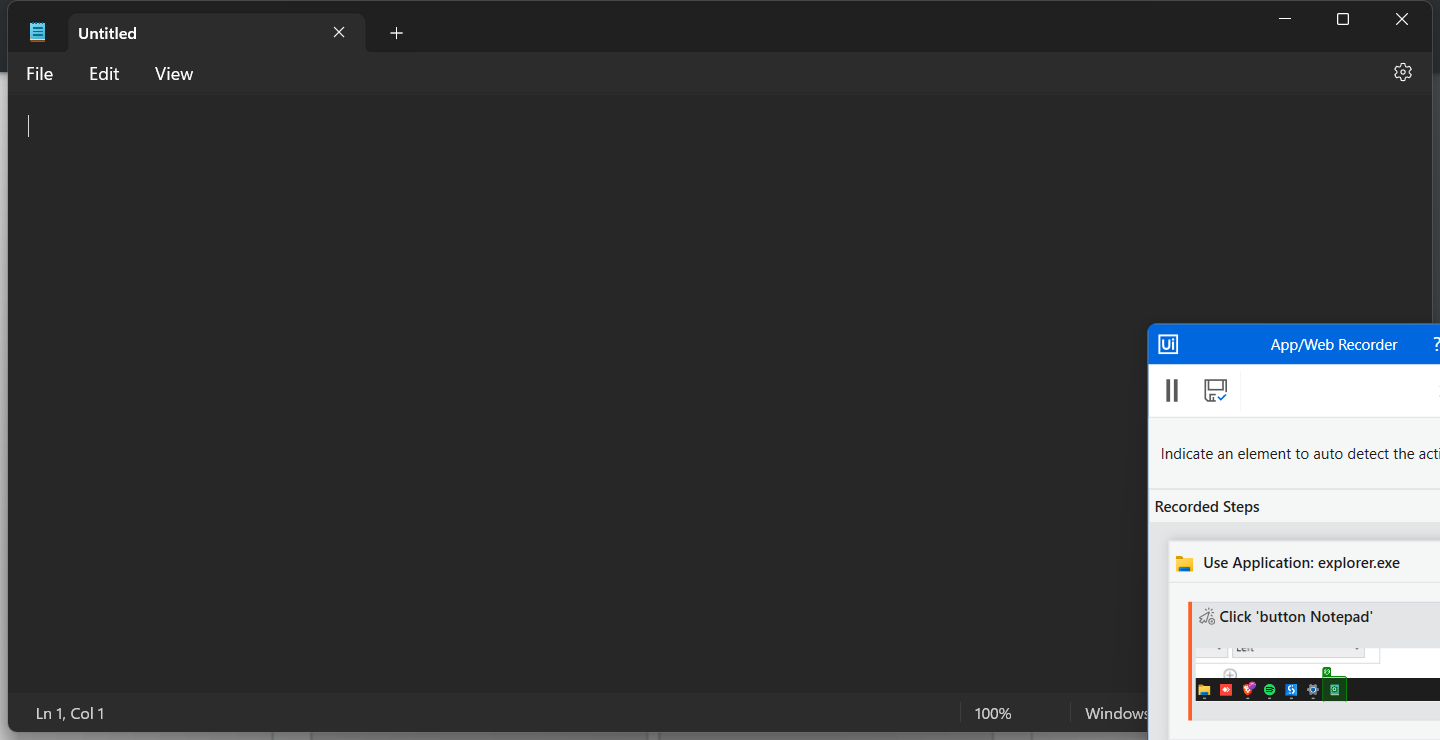 Untitled
File Edit View
Ui App/Web Recorder ?
Indicate an element to auto detect the acti
Recorded Steps
Use Application: explorer.exe
Click 'button Notepad'
Left
Ln 1, Col 1 100% Windows